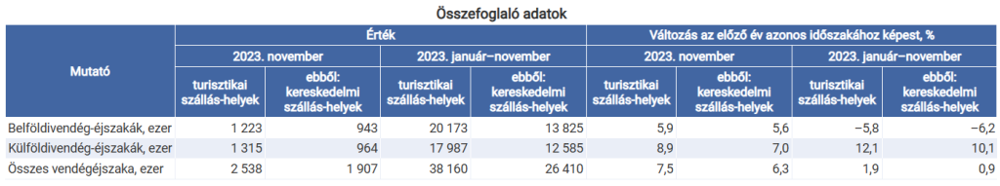 Összefoglaló adatok
Mutató
Érték
Változás az előző év azonos időszakához képest, %
2023. november
2023. január–november
2023. november
2023. január–november
turisztikai
szállás-helyek
ebből:
kereskedelmi
szállás-helyek
turisztikai
szállás-helyek
ebből:
kereskedelmi
szállás-helyek
turisztikai
szállás-helyek
ebből:
kereskedelmi
szállás-helyek
turisztikai
szállás-helyek
ebből:
kereskedelmi
szállás-helyek
Belföldivendég-éjszakák, ezer 1 223 943 20 173 13 825 5,9 5,6 –5,8 –6,2
Külföldivendég-éjszakák, ezer 1 315 964 17 987 12 585 8,9 7,0 12,1 10,1
Összes vendégéjszaka, ezer 2 538 1 907 38 160 26 410 7,5 6,3 1,9 0,9